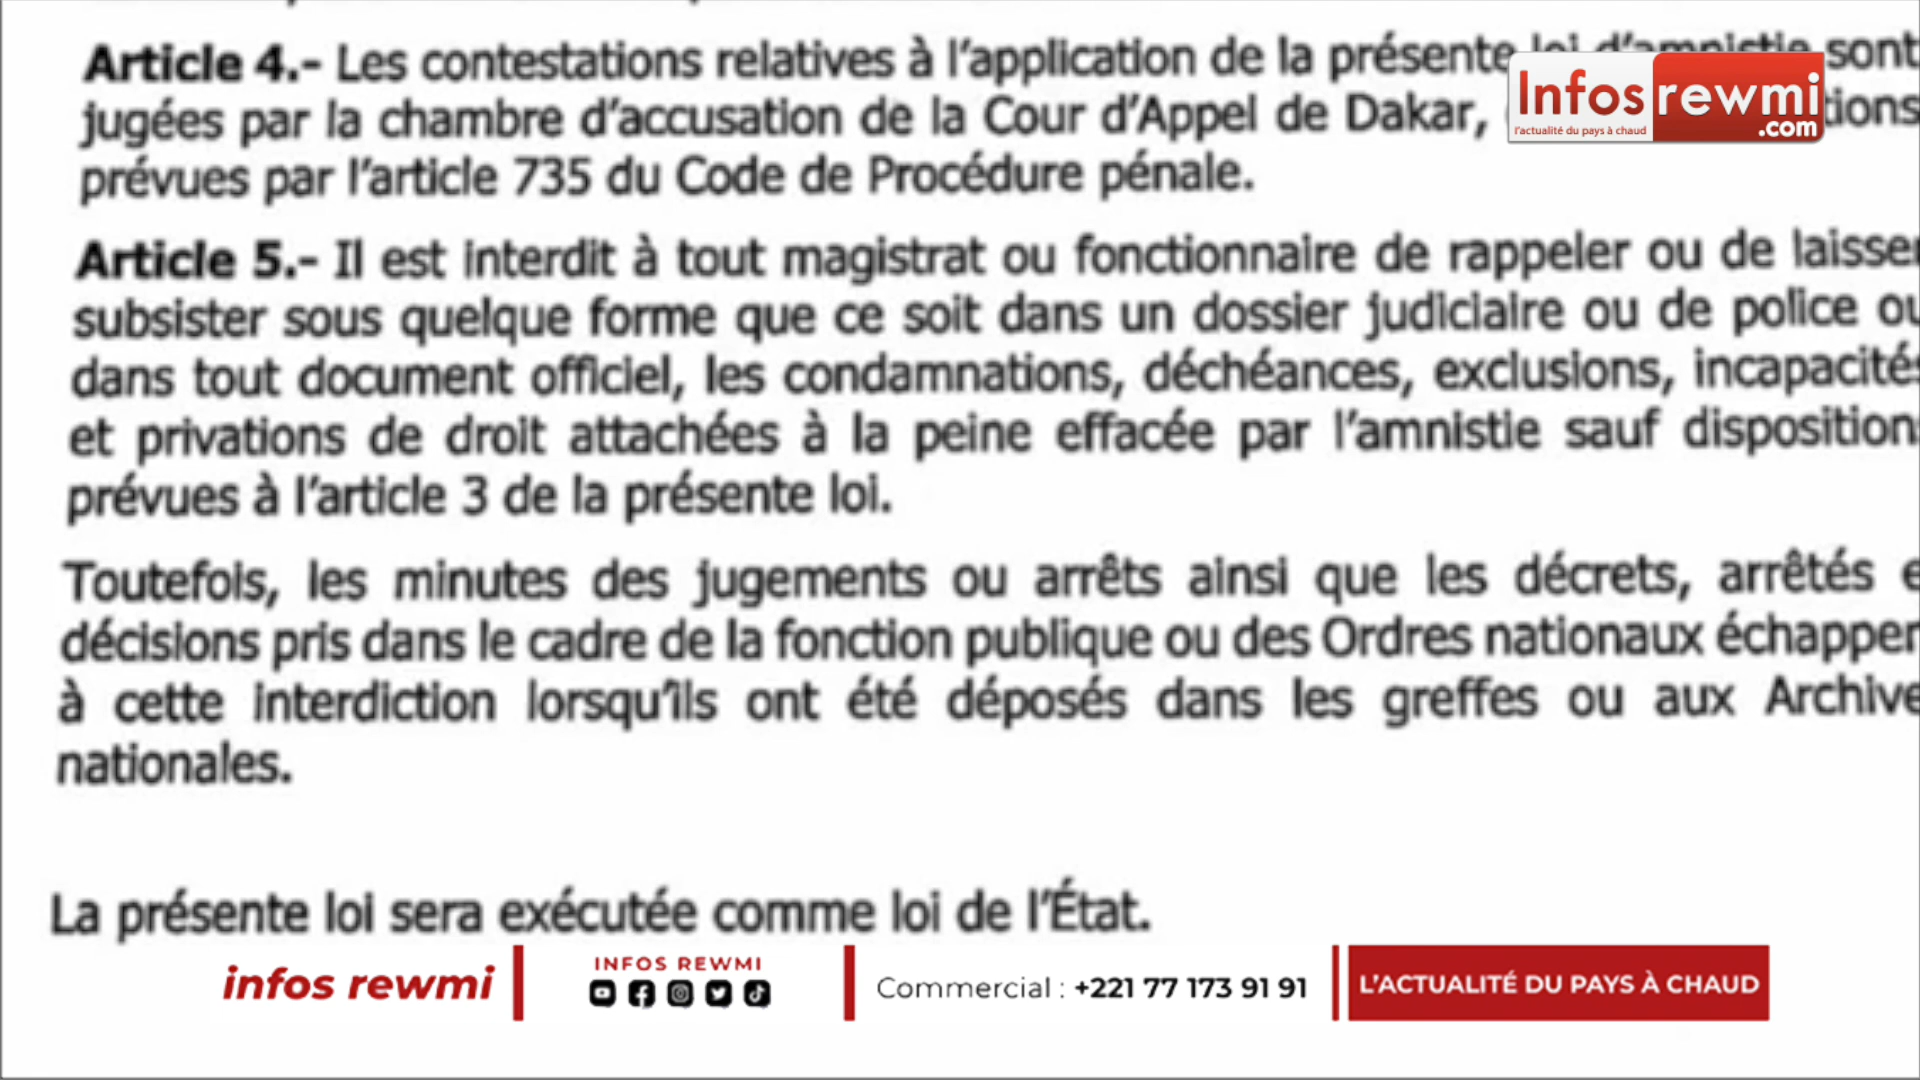 Article 4.- Les contestations relatives à l'application de la présente loi d'amnistie sont
jugées par la chambre d'accusation de la Cour d'Appel de Dakar,
prévues par l'article 735 du Code de Procédure pénale.
Article 5.- Il est interdit à tout magistrat ou fonctionnaire de rappeler ou de laisser
subsister sous quelque forme que ce soit dans un dossier judiciaire ou de police ou
dans tout document officiel, les condamnations, déchéances, exclusions, incapacités
et privations de droit attachées à la peine effacée par l'amnistie sauf dispositions
prévues à l'article 3 de la présente loi.
Toutefois, les minutes des jugements ou arrêts ainsi que les décrets, arrêtés
décisions pris dans le cadre de la fonction publique ou des Ordres nationaux
à cette interdiction lorsqu'ils ont été déposés dans les greffes ou aux
nationales.
La présente loi sera exécutée comme loi de l'État.
Infos rewmi
l'actualité du pays à chaud .com
infos rewmi
INFOS REWMI
Commercial : +221 77 173 91 91
L'ACTUALITÉ DU PAYS À CHAUD